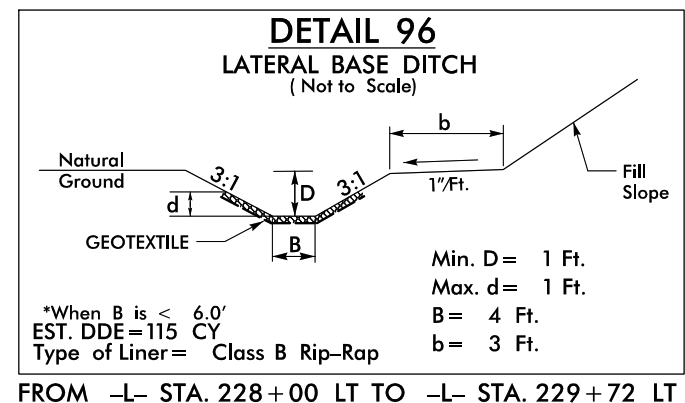 DETAIL 96
LATERAL BASE DITCH
( Not to Scale)
b
Natural
Ground
3:1
D
3:1
1"/Ft.
Fill
Slope
d
GEOTEXTILE
B
Min. D= 1 Ft.
Max. d= 1 Ft.
B= 4 Ft.
b= 3 Ft.
*When B is < 6.0'
EST. DDE=115 CY
Type of Liner= Class B Rip-Rap
FROM -L- STA. 228+00 LT TO -L- STA. 229+72 LT